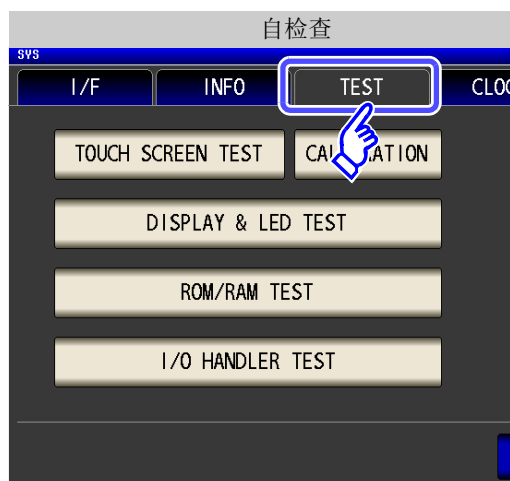 自检查
SYS
I/F INFO TEST
TOUCH SCREEN TEST
DISPLAY & LED TEST
ROM/RAM TEST
I/O HANDLER TEST